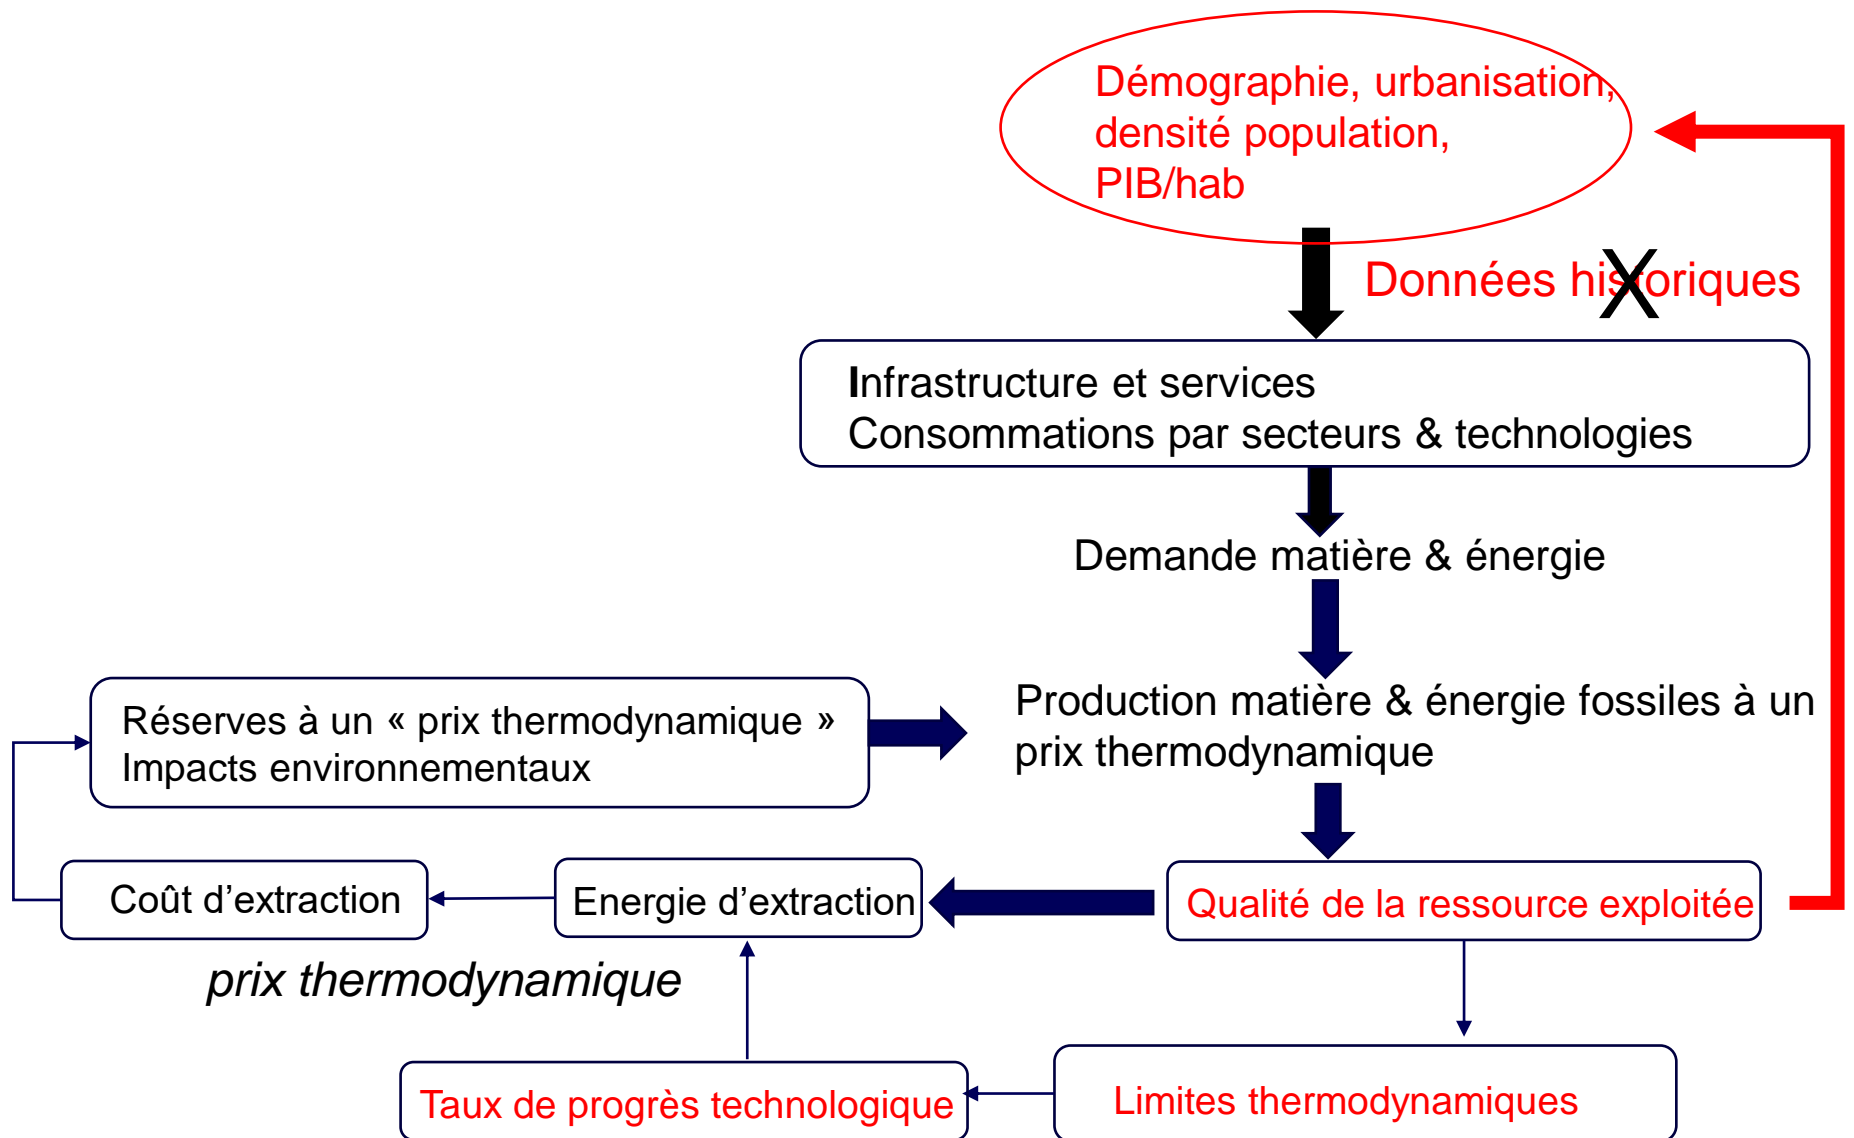 Démographie, urbanisation,
densité population,
PIB/hab
Données historiques
X
Infrastructure et services
Consommations par secteurs & technologies
Demande matière & énergie
Réserves à un « prix thermodynamique »
Impacts environnementaux
Production matière & énergie fossiles à un
prix thermodynamique
Coût d’extraction
Energie d’extraction
Qualité de la ressource exploitée
prix thermodynamique
Taux de progrès technologique
Limites thermodynamiques